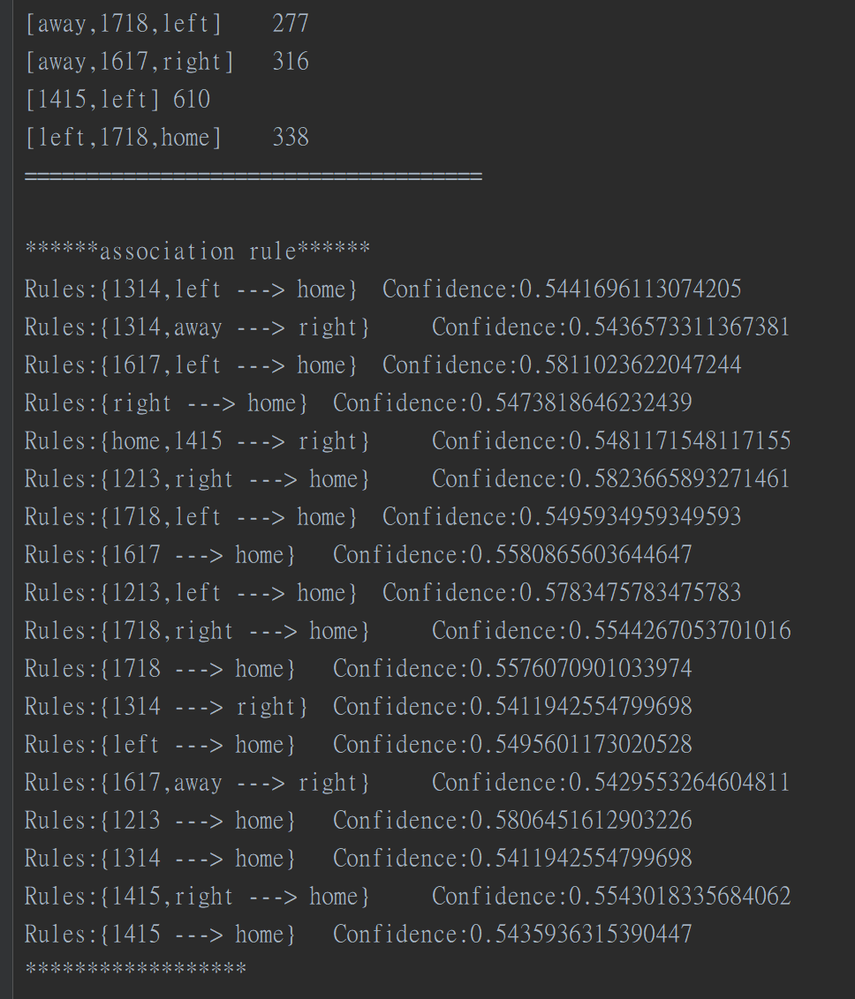 [away,1718,left]    277
[away,1617,right]   316
[1415,left] 610
[left,1718,home]    338
=====================================
******association rule******
Rules:{1314,left ---> home}  Confidence:0.5441696113074205
Rules:{1314,away ---> right}     Confidence:0.5436573311367381
Rules:{1617,left ---> home}  Confidence:0.5811023622047244
Rules:{right ---> home}  Confidence:0.5473818646232439
Rules:{home,1415 ---> right}     Confidence:0.5481171548117155
Rules:{1213,right ---> home}     Confidence:0.5823665893271461
Rules:{1718,left ---> home}  Confidence:0.5495934959349593
Rules:{1617 ---> home}   Confidence:0.5580865603644647
Rules:{1213,left ---> home}  Confidence:0.5783475783475783
Rules:{1718,right ---> home}     Confidence:0.5544267053701016
Rules:{1718 ---> home}   Confidence:0.5576070901033974
Rules:{1314 ---> right}  Confidence:0.5411942554799698
Rules:{left ---> home}   Confidence:0.5495601173020528
Rules:{1617,away ---> right}     Confidence:0.5429553264604811
Rules:{1213 ---> home}   Confidence:0.5806451612903226
Rules:{1314 ---> home}   Confidence:0.5411942554799698
Rules:{1415,right ---> home}     Confidence:0.5543018335684062
Rules:{1415 ---> home}   Confidence:0.5435936315390447
******************